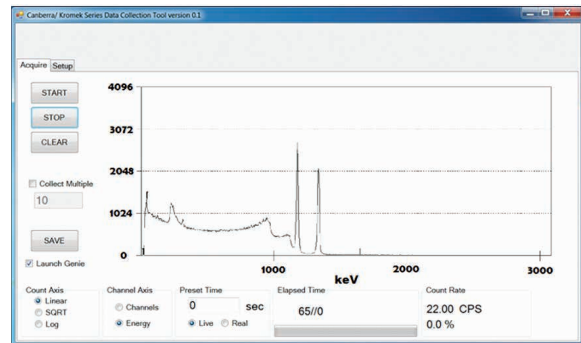 Canberra/ Kromek Series Data Collection Tool version 0.1
Acquire Setup
START
STOP
CLEAR
Collect Multiple
10
SAVE
Launch Genie
4096
3072
2048
1024
0
1000
2000
3000
keV
Count Axis
Linear
SQRT
Log
Channel Axis
Channels
Energy
Preset Time
0 sec
Live Real
Elapsed Time
65//0
Count Rate
22.00 CPS
0.0 %